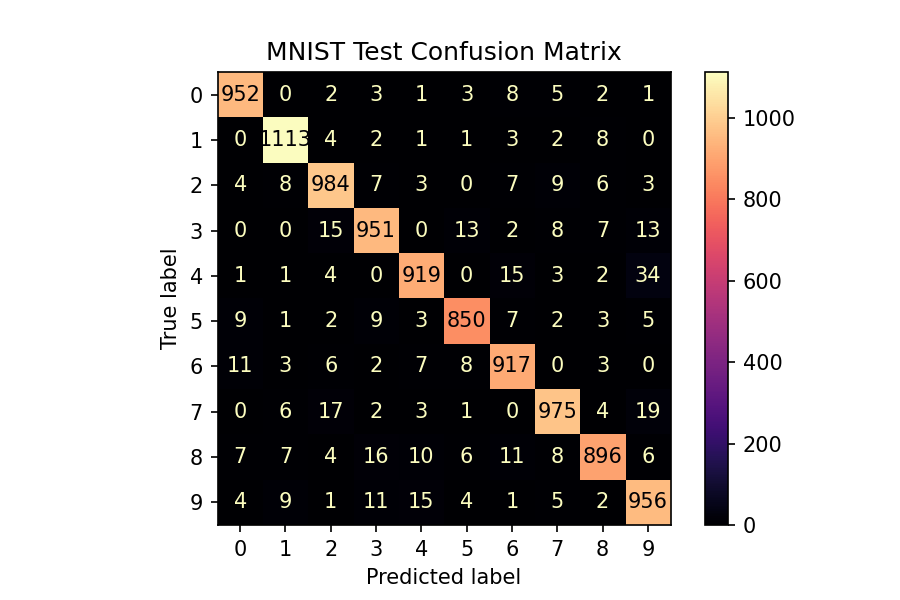 MNIST Test Confusion Matrix
True label
0 952 0 2 3 1 3 8 5 2 1
1 0 1113 4 2 1 1 3 2 8 0
2 4 8 984 7 3 0 7 9 6 3
3 0 0 15 951 0 13 2 8 7 13
4 1 1 4 0 919 0 15 3 2 34
5 9 1 2 9 3 850 7 2 3 5
6 11 3 6 2 7 8 917 0 3 0
7 0 6 17 2 3 1 0 975 4 19
8 7 7 4 16 10 6 11 8 896 6
9 4 9 1 11 15 4 1 5 2 956
0 1 2 3 4 5 6 7 8 9
Predicted label
1000
800
600
400
200
0